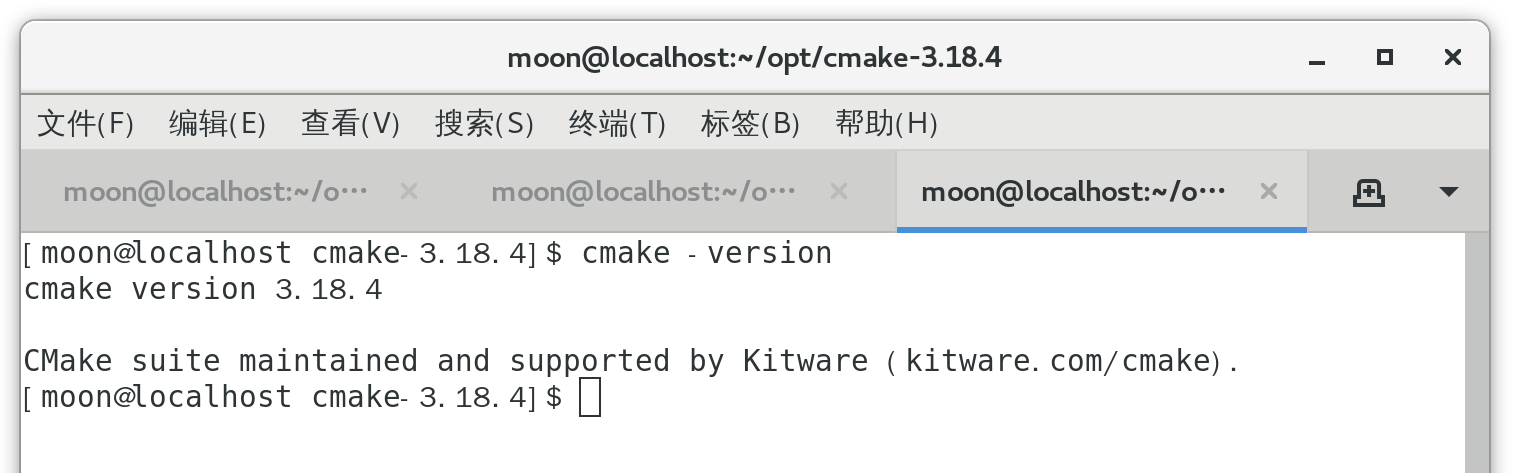 moon@localhost:~/opt/cmake-3.18.4
文件(F) 编辑(E) 查看(V) 搜索(S) 终端(T) 标签(B) 帮助(H)
moon@localhost:~/o··· moon@localhost:~/o··· moon@localhost:~/o···
[moon@localhost cmake-3.18.4]$ cmake -version
cmake version 3.18.4
CMake suite maintained and supported by Kitware (kitware.com/cmake).
[moon@localhost cmake-3.18.4]$